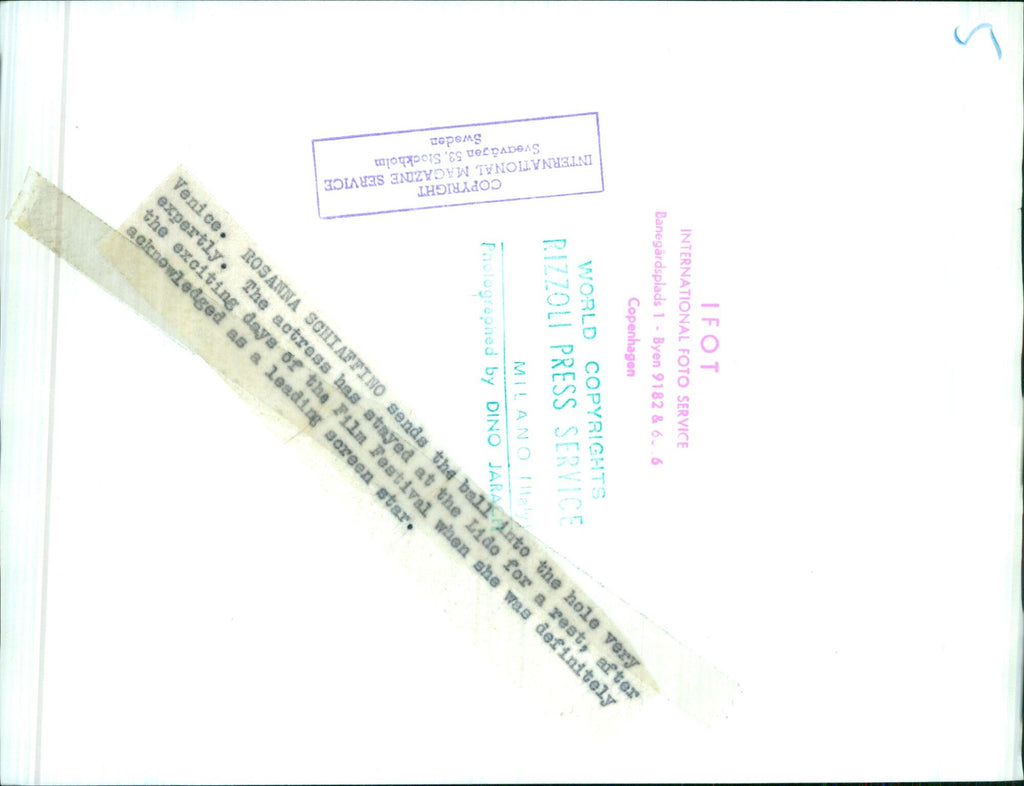 5
COPYRIGHT
INTERNATIONAL MAGAZINE SERVICE
Sveavägen 53, Stockholm
Sweden
Venice. ROSANNA SCHIAFFINO sends the ball into the hole very
expertly. The actress has stayed at the Lido for a rest, after
the exciting days of the Film Festival when she was definitely
acknowledged as a leading screen star.
WORLD COPYRIGHTS
RIZZOLI PRESS SERVICE
MILANO (Italy
Photographed by DINO JARACH
IFOT
INTERNATIONAL FOTO SERVICE
Banegårdsplads 1 - Byen 9182 &
Copenhagen